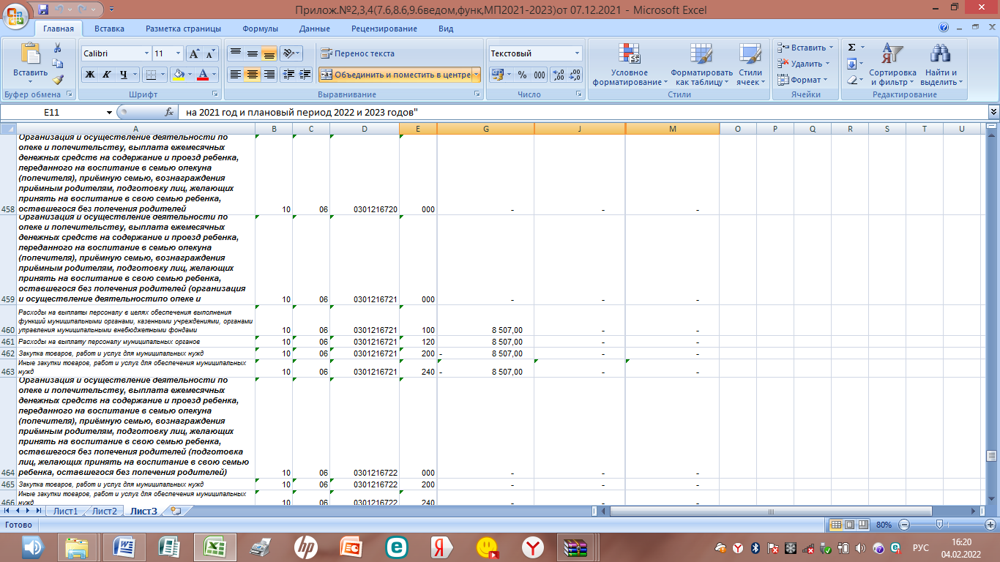 Прилож.№2,3,4(7.6,8.6,9.6ведом,функ,МП2021-2023)от 07.12.2021 - Microsoft Excel
Главная Вставка Разметка страницы Формулы Данные Рецензирование Вид
Вставить
Буфер обмена
Calibri 11
Ж К Ч
Шрифт
Перенос текста
Объединить и поместить в центре
Выравнивание
Текстовый
% 000
Число
Условное форматирование
Форматировать как таблицу
Стили ячеек
Стили
Вставить
Удалить
Формат
Ячейки
Σ
Сортировка и фильтр
Найти и выделить
Редактирование
E11 fx на 2021 год и плановый период 2022 и 2023 годов"
A B C D E G J M O P Q R S T U
Организация и осуществление деятельности по
опеке и попечительству, выплата ежемесячных
денежных средств на содержание и проезд ребенка,
переданного на воспитание в семью опекуна
(попечителя), приёмную семью, вознаграждения
приёмным родителям, подготовку лиц, желающих
принять на воспитание в свою семью ребенка,
458 оставшегося без попечения родителей 10 06 0301216720 000 - - -
Организация и осуществление деятельности по
опеке и попечительству, выплата ежемесячных
денежных средств на содержание и проезд ребенка,
переданного на воспитание в семью опекуна
(попечителя), приёмную семью, вознаграждения
приёмным родителям, подготовку лиц, желающих
принять на воспитание в свою семью ребенка,
оставшегося без попечения родителей (организация
459 и осуществление деятельностипо опеке и 10 06 0301216721 000 - - -
Расходы на выплаты персоналу в целях обеспечения выполнения
функций муниципальными органами, казенными учреждениями, органами
460 управления муниципальными внебюджетными фондами 10 06 0301216721 100 8 507,00 - -
461 Расходы на выплату персоналу муниципальных органов 10 06 0301216721 120 8 507,00 - -
462 Закупка товаров, работ и услуг для муниципальных нужд 10 06 0301216721 200 - 8 507,00 - -
Иные закупки товаров, работ и услуг для обеспечения муниципальных
463 нужд 10 06 0301216721 240 - 8 507,00 - -
Организация и осуществление деятельности по
опеке и попечительству, выплата ежемесячных
денежных средств на содержание и проезд ребенка,
переданного на воспитание в семью опекуна
(попечителя), приёмную семью, вознаграждения
приёмным родителям, подготовку лиц, желающих
принять на воспитание в свою семью ребенка,
оставшегося без попечения родителей (подготовка
лиц, желающих принять на воспитание в свою семью
464 ребенка, оставшегося без попечения родителей) 10 06 0301216722 000 - - -
465 Закупка товаров, работ и услуг для муниципальных нужд 10 06 0301216722 200 - - -
Иные закупки товаров, работ и услуг для обеспечения муниципальных
466 нужд 10 06 0301216722 240 - - -
Лист1 Лист2 Лист3
Готово 80%
РУС 16:20
04.02.2022